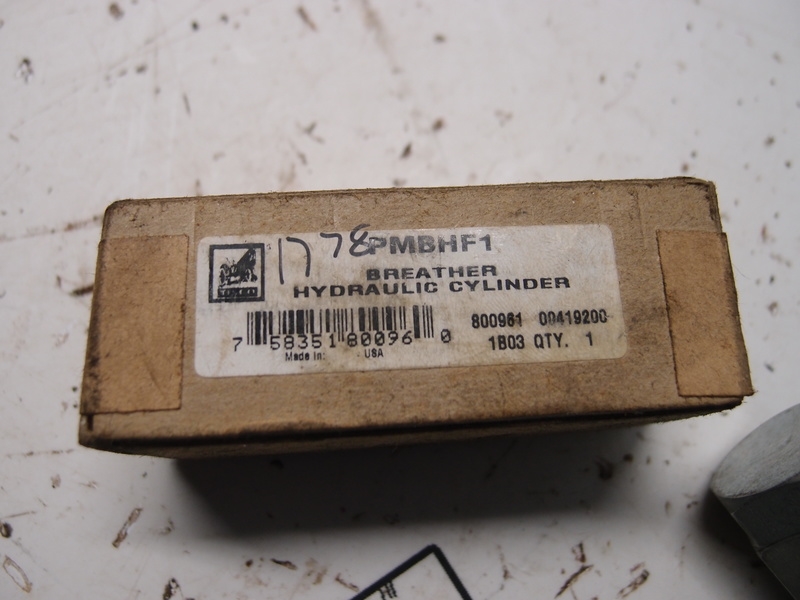 1778
PMBHF1
BREATHER
HYDRAULIC CYLINDER
7 58351 80096 0
Made In: USA
800961 00419200
1B03 QTY. 1